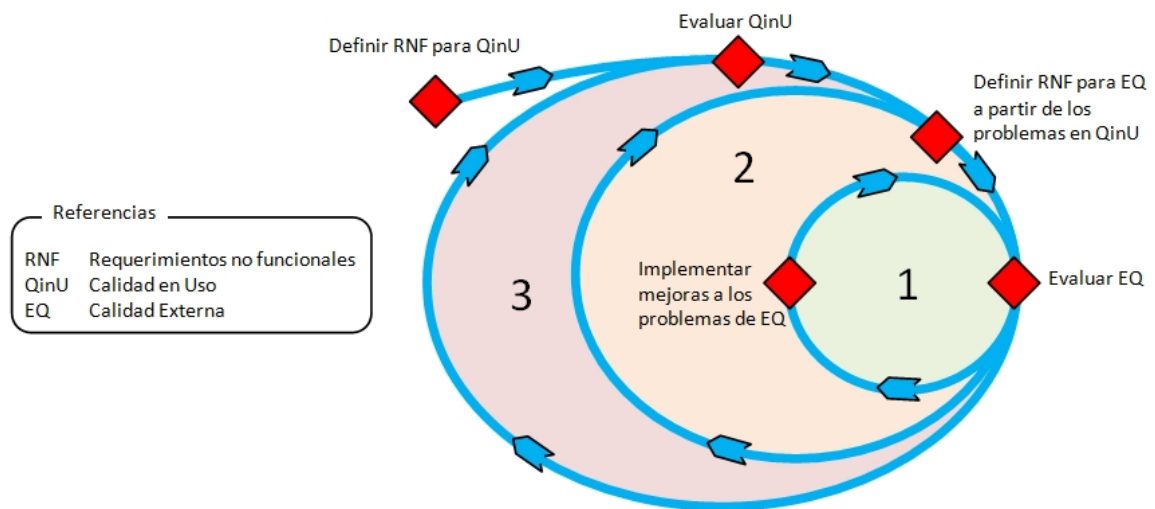 Evaluar QinU
Definir RNF para QinU
Definir RNF para EQ
a partir de los
problemas en QinU
2
Referencias
RNF Requerimientos no funcionales
QinU Calidad en Uso
EQ Calidad Externa
3
Implementar
mejoras a los
problemas de EQ
1
Evaluar EQ